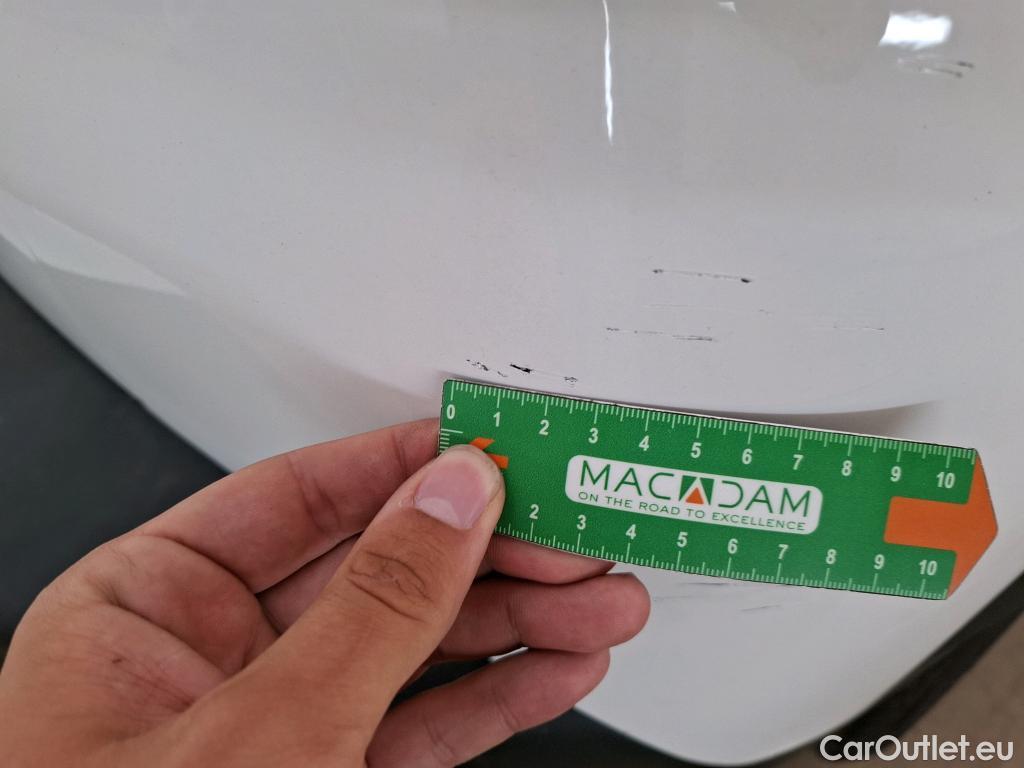 0 1 2 3 4 5 6 7 8 9 10
MACADAM
ON THE ROAD TO EXCELLENCE
2 3 4 5 6 7 8 9 10
CarOutlet.eu